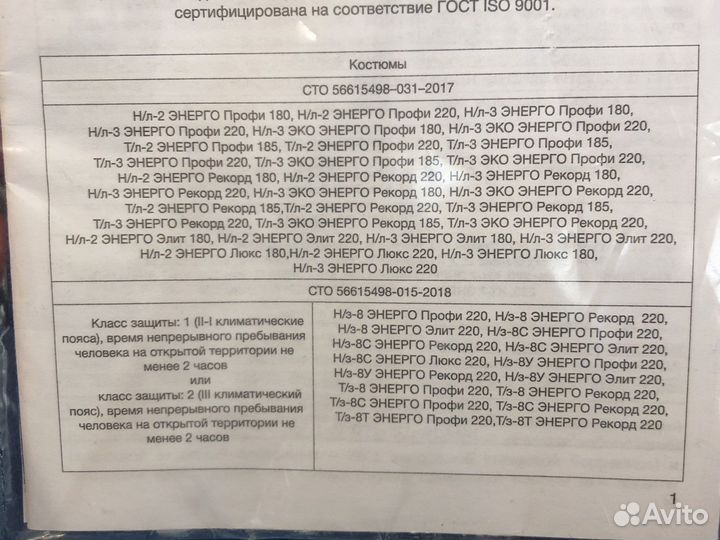 сертифицирована на соответствие ГОСТ ISO 9001.
Костюмы
СТО 56615498–031–2017
Н/л-2 ЭНЕРГО Профи 180, Н/л-2 ЭНЕРГО Профи 220, Н/л-3 ЭНЕРГО Профи 180,
Н/л-3 ЭНЕРГО Профи 220, Н/л-3 ЭКО ЭНЕРГО Профи 180, Н/л-3 ЭКО ЭНЕРГО Профи 220,
Т/л-2 ЭНЕРГО Профи 185, Т/л-2 ЭНЕРГО Профи 220, Т/л-3 ЭНЕРГО Профи 185,
Т/л-3 ЭНЕРГО Профи 220, Т/л-3 ЭКО ЭНЕРГО Профи 185, Т/л-3 ЭКО ЭНЕРГО Профи 220,
Н/л-2 ЭНЕРГО Рекорд 180, Н/л-2 ЭНЕРГО Рекорд 220, Н/л-3 ЭНЕРГО Рекорд 180,
Н/л-3 ЭНЕРГО Рекорд 220, Н/л-3 ЭКО ЭНЕРГО Рекорд 180, Н/л-3 ЭКО ЭНЕРГО Рекорд 220,
Т/л-2 ЭНЕРГО Рекорд 185,Т/л-2 ЭНЕРГО Рекорд 220, Т/л-3 ЭНЕРГО Рекорд 185,
Т/л-3 ЭНЕРГО Рекорд 220, Т/л-3 ЭКО ЭНЕРГО Рекорд 185, Т/л-3 ЭКО ЭНЕРГО Рекорд 220,
Н/л-2 ЭНЕРГО Элит 180, Н/л-2 ЭНЕРГО Элит 220, Н/л-3 ЭНЕРГО Элит 180, Н/л-3 ЭНЕРГО Элит 220,
Н/л-2 ЭНЕРГО Люкс 180,Н/л-2 ЭНЕРГО Люкс 220, Н/л-3 ЭНЕРГО Люкс 180,
Н/л-3 ЭНЕРГО Люкс 220
СТО 56615498-015-2018
Класс защиты: 1 (II-I климатические
пояса), время непрерывного пребывания
человека на открытой территории не
менее 2 часов
или
класс защиты: 2 (III климатический
пояс), время непрерывного пребывания
человека на открытой территории не
менее 2 часов
Н/з-8 ЭНЕРГО Профи 220, Н/з-8 ЭНЕРГО Рекорд 220,
Н/з-8 ЭНЕРГО Элит 220, Н/з-8С ЭНЕРГО Профи 220,
Н/з-8С ЭНЕРГО Рекорд 220, Н/з-8С ЭНЕРГО Элит 220,
Н/з-8С ЭНЕРГО Люкс 220, Н/з-8У ЭНЕРГО Профи 220,
Н/з-8У ЭНЕРГО Рекорд 220, Н/з-8У ЭНЕРГО Элит 220,
Т/з-8 ЭНЕРГО Профи 220, Т/з-8 ЭНЕРГО Рекорд 220,
Т/з-8С ЭНЕРГО Профи 220, Т/з-8С ЭНЕРГО Рекорд 220,
Т/з-8Т ЭНЕРГО Профи 220,Т/з-8Т ЭНЕРГО Рекорд 220
1
Avito